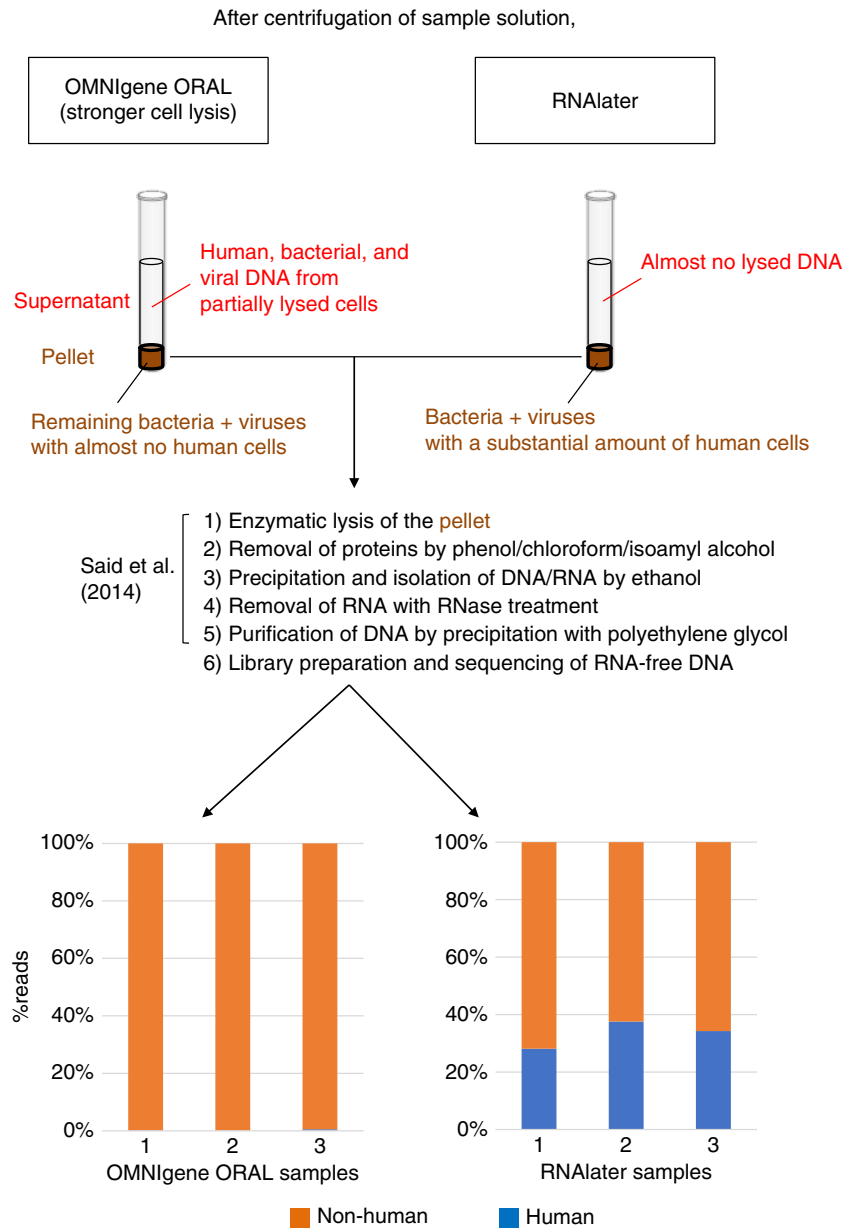 After centrifugation of sample solution,
OMNIgene ORAL
(stronger cell lysis)
RNAlater
Human, bacterial, and
viral DNA from
partially lysed cells
Almost no lysed DNA
Supernatant
Pellet
Remaining bacteria + viruses
with almost no human cells
Bacteria + viruses
with a substantial amount of human cells
Said et al.
(2014)
1) Enzymatic lysis of the pellet
2) Removal of proteins by phenol/chloroform/isoamyl alcohol
3) Precipitation and isolation of DNA/RNA by ethanol
4) Removal of RNA with RNase treatment
5) Purification of DNA by precipitation with polyethylene glycol
6) Library preparation and sequencing of RNA-free DNA
%reads
100%
80%
60%
40%
20%
0%
1 2 3
OMNIgene ORAL samples
100%
80%
60%
40%
20%
0%
1 2 3
RNAlater samples
Non-human
Human